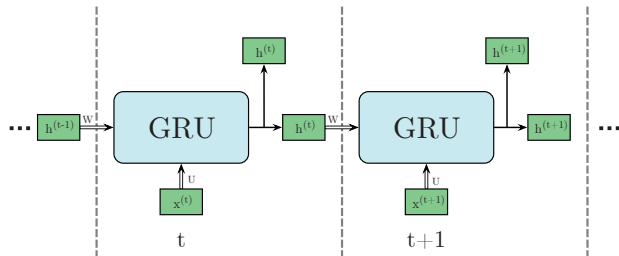 h^(t) h^(t+1)
... h^(t-1) W GRU h^(t) W GRU h^(t+1) ...
U U
x^(t) x^(t+1)
t t+1